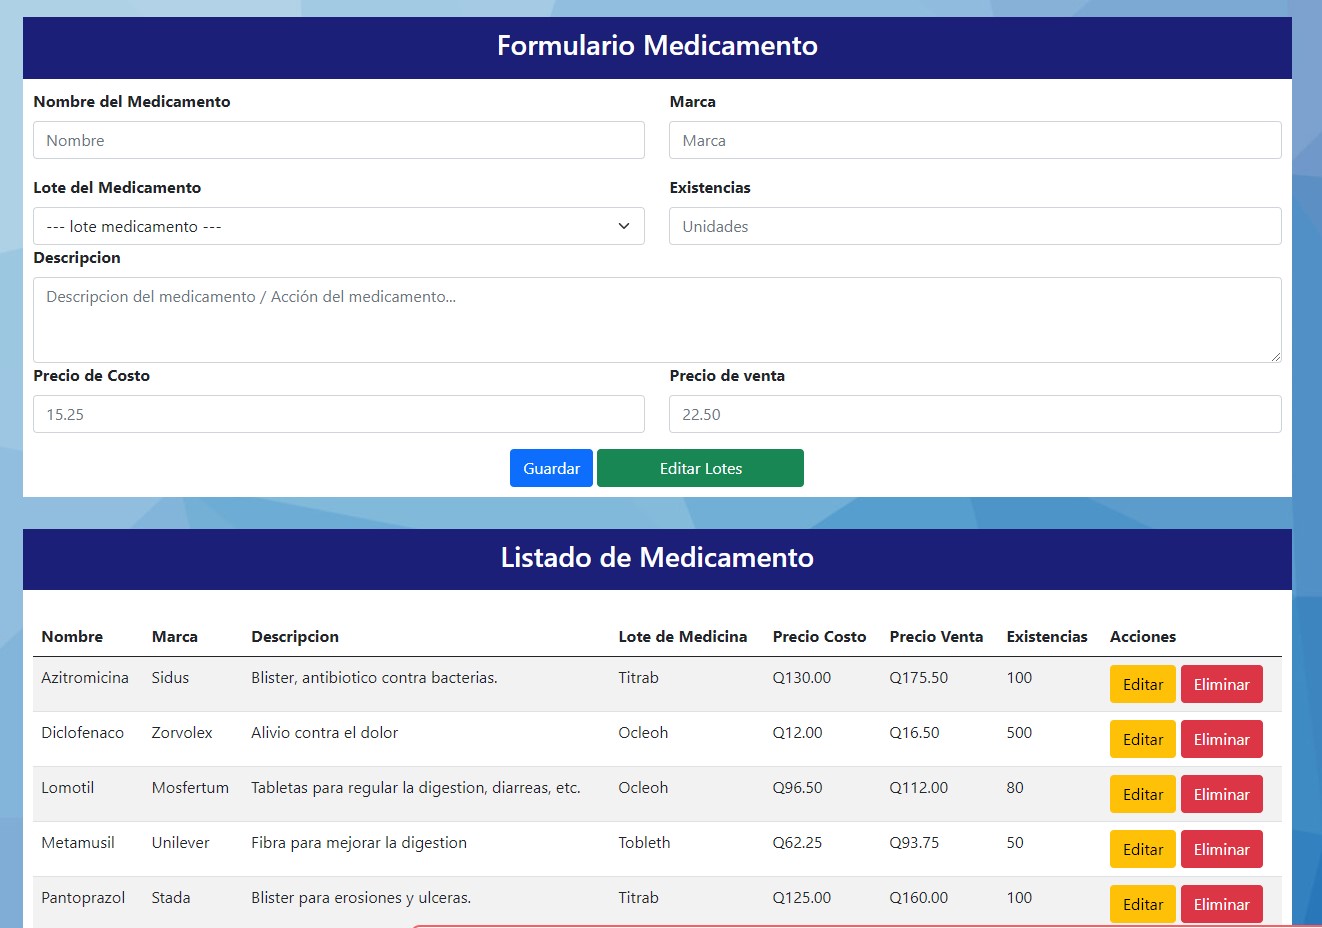 Formulario Medicamento
Nombre del Medicamento Marca
Nombre Marca
Lote del Medicamento Existencias
--- lote medicamento --- Unidades
Descripcion
Descripcion del medicamento / Acción del medicamento...
Precio de Costo Precio de venta
15.25 22.50
Guardar Editar Lotes
Listado de Medicamento
Nombre Marca Descripcion Lote de Medicina Precio Costo Precio Venta Existencias Acciones
Azitromicina Sidus Blister, antibiotico contra bacterias. Titrab Q130.00 Q175.50 100 Editar Eliminar
Diclofenaco Zorvolex Alivio contra el dolor Ocleoh Q12.00 Q16.50 500 Editar Eliminar
Lomotil Mosfertum Tabletas para regular la digestion, diarreas, etc. Ocleoh Q96.50 Q112.00 80 Editar Eliminar
Metamusil Unilever Fibra para mejorar la digestion Tobleth Q62.25 Q93.75 50 Editar Eliminar
Pantoprazol Stada Blister para erosiones y ulceras. Titrab Q125.00 Q160.00 100 Editar Eliminar